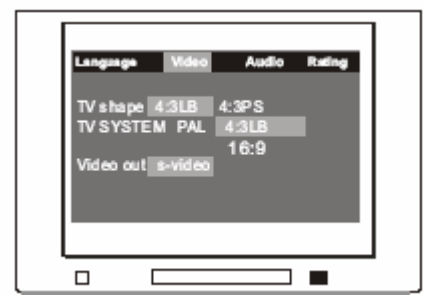 Language Video Audio Rating
TV shape 4:3LB 4:3PS
TV SYSTEM PAL 4:3LB
16:9
Video out s-video